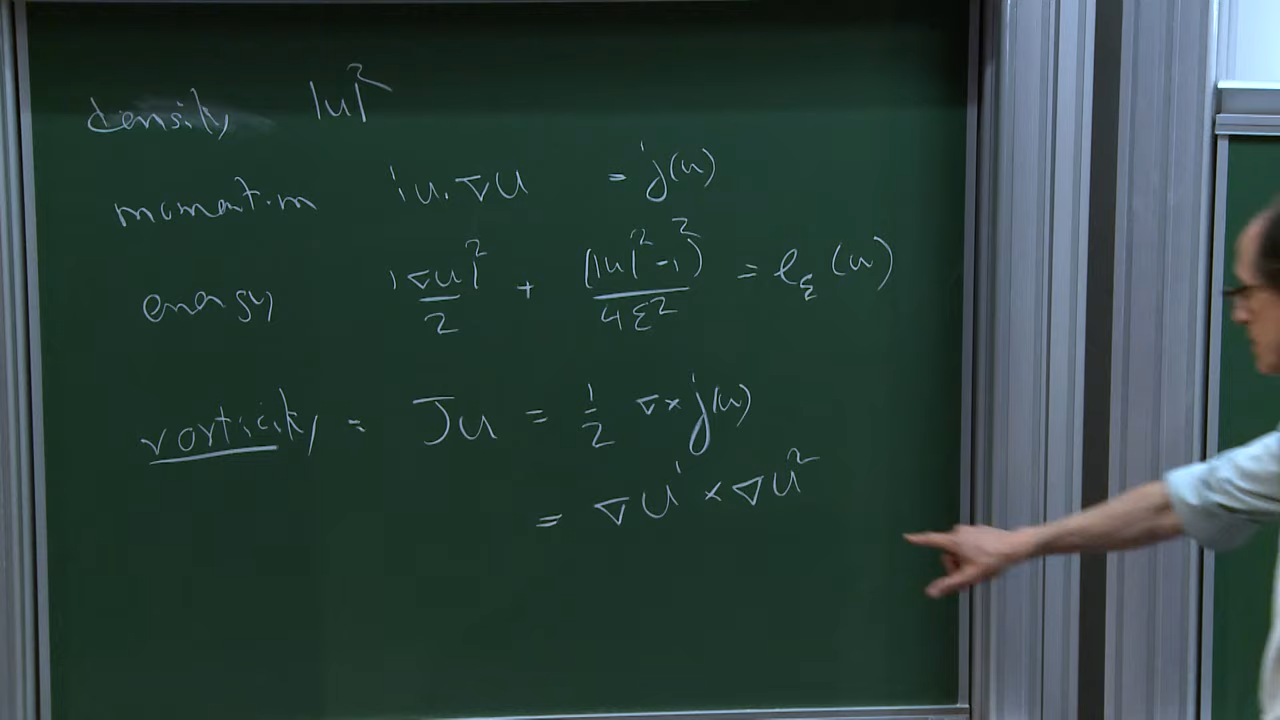 density |u|²
momentum iu·∇u = j(u)
energy |∇u|²/2 + (|u|²-1)²/4ε² = e_ε(u)
vorticity = Ju = 1/2 ∇×j(u)
= ∇u¹×∇u²